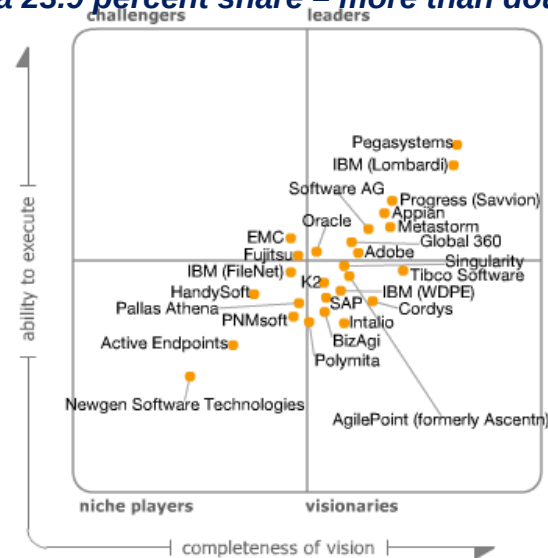 a 23.9 percent share – more than dou
challengers
leaders
Pegasystems
IBM (Lombardi)
Software AG
Progress (Savvion)
Appian
Oracle
Metastorm
EMC
Global 360
Fujitsu
Adobe
Singularity
IBM (FileNet)
Tibco Software
K2
HandySoft
IBM (WDPE)
SAP
Pallas Athena
Cordys
PNMsoft
Intalio
BizAgi
Active Endpoints
Polymita
Newgen Software Technologies
AgilePoint (formerly Ascentn)
niche players
visionaries
ability to execute
completeness of vision